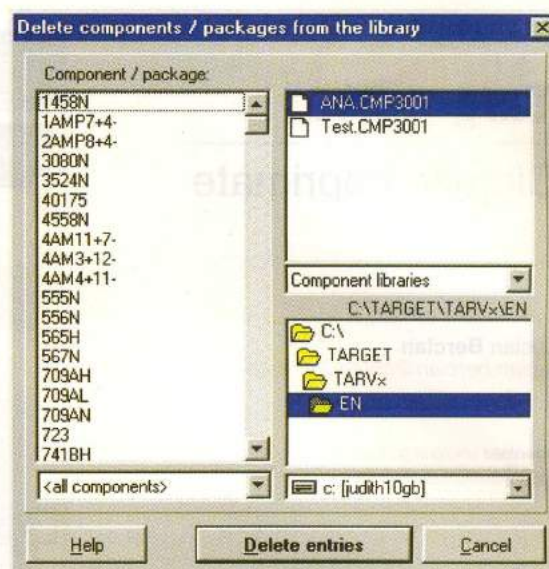 Delete components / packages from the library
Component / package:
1458N
1AMP7+4-
2AMP8+4-
3080N
3524N
40175
4558N
4AM11+7-
4AM3+12-
4AM4+11-
555N
556N
565H
567N
709AH
709AL
709AN
723
741BH
<all components>
ANA.CMP3001
Test.CMP3001
Component libraries
C:\TARGET\TARVx\EN
C:\
TARGET
TARVx
EN
c: [judith10gb]
Help
Delete entries
Cancel